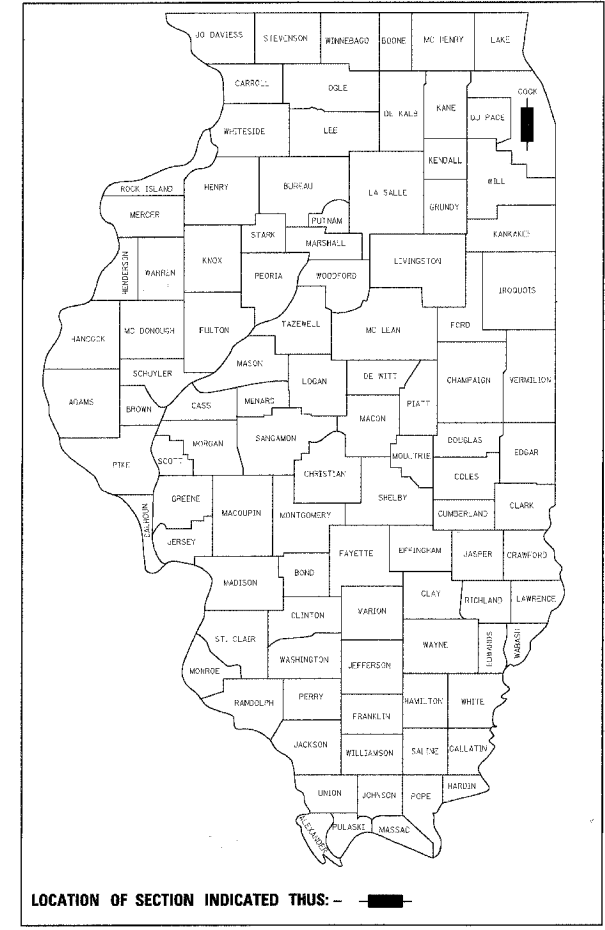 JO DAVIESS STEVENSON WINNEBAGO BOONE MC HENRY LAKE
CARROLL OGLE DE KALB KANE COOK
DU PAGE
WHITESIDE LEE
KENDALL
WILL
ROCK ISLAND HENRY BUREAU LA SALLE
GRUNDY
MERCER PUTNAM
STARK MARSHALL KANKAKEE
HENDERSON WARREN KNOX PEORIA WOODFORD LIVINGSTON
IROQUOIS
HANCOCK MC DONOUGH FULTON TAZEWELL MC LEAN FORD
SCHUYLER MASON
LOGAN DE WITT CHAMPAIGN VERMILION
ADAMS BROWN CASS MENARD PIATT
MACON
MORGAN SANGAMON DOUGLAS
PIKE SCOTT CHRISTIAN MOULTRIE EDGAR
COLES
GREENE SHELBY
CALHOUN MACOUPIN MONTGOMERY CUMBERLAND CLARK
JERSEY FAYETTE EFFINGHAM JASPER CRAWFORD
MADISON BOND
CLAY RICHLAND LAWRENCE
CLINTON VARION
ST. CLAIR WAYNE EDWARDS WABASH
WASHINGTON JEFFERSON
MONROE
RANDOLPH PERRY HAMILTON WHITE
FRANKLIN
JACKSON WILLIAMSON SALINE GALLATIN
UNION JOHNSON POPE HARDIN
ALEXANDER PULASKI MASSAC
LOCATION OF SECTION INDICATED THUS: -